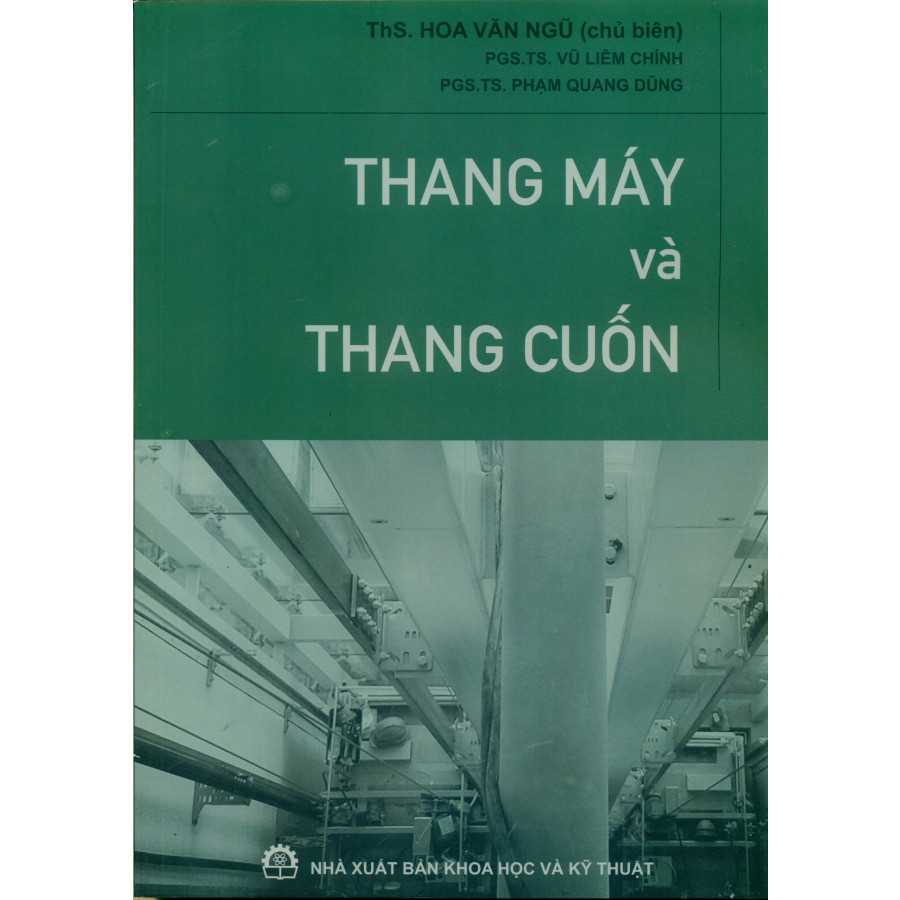 ThS. HOA VĂN NGŨ (chủ biên)
PGS.TS. VŨ LIÊM CHÍNH
PGS.TS. PHẠM QUANG DŨNG
THANG MÁY
và
THANG CUỐN
NHÀ XUẤT BẢN KHOA HỌC VÀ KỸ THUẬT